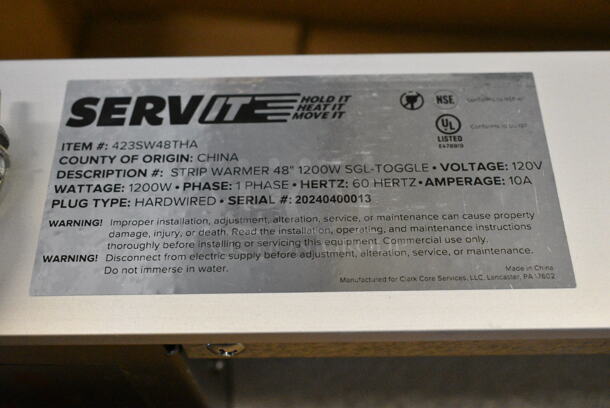 SERVIT HOLD IT
HEAT IT
MOVE IT
NSF
UL
LISTED
ITEM #: 423SW48THA
COUNTY OF ORIGIN: CHINA
DESCRIPTION #: STRIP WARMER 48" 1200W SGL-TOGGLE • VOLTAGE: 120V
WATTAGE: 1200W • PHASE: 1 PHASE • HERTZ: 60 HERTZ • AMPERAGE: 10A
PLUG TYPE: HARDWIRED • SERIAL #: 20240400013
WARNING! Improper installation, adjustment, alteration, service, or maintenance can cause property
damage, injury, or death. Read the installation, operating, and maintenance instructions
thoroughly before installing or servicing this equipment. Commercial use only.
WARNING! Disconnect from electric supply before adjustment, alteration, service, or maintenance.
Do not immerse in water.
Made in China
Manufactured for Clark Core Services, LLC, Lancaster, PA 17602